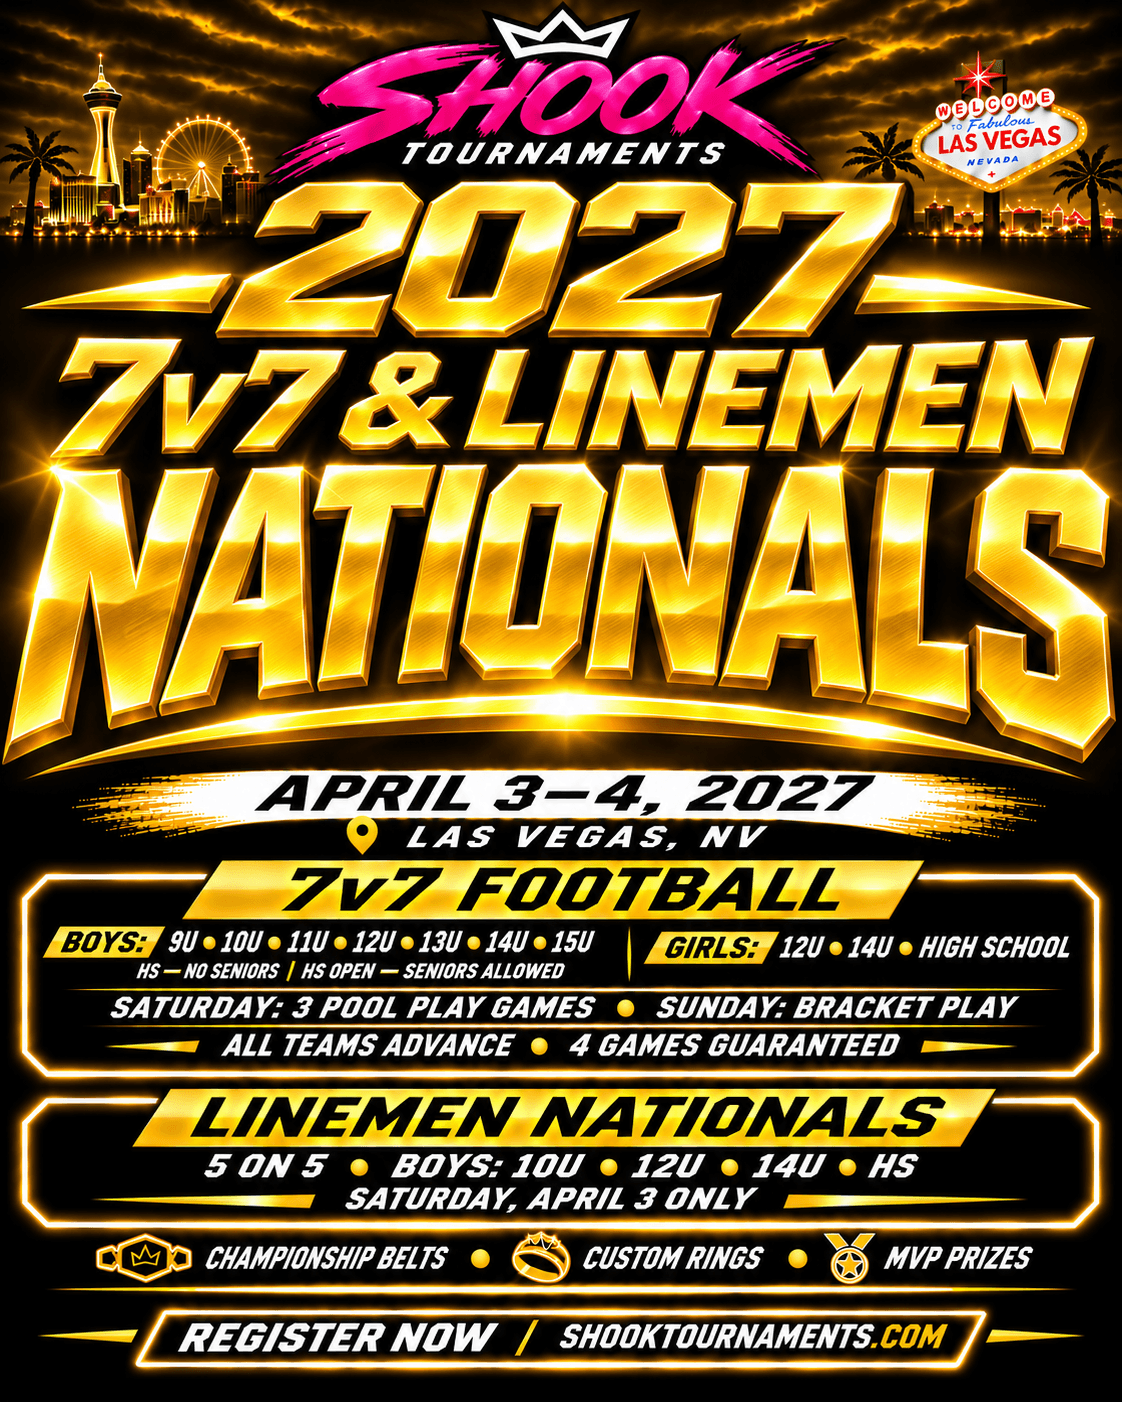 SHOOK
TOURNAMENTS
WELCOME
TO Fabulous
LAS VEGAS
NEVADA
2027
7v7 & LINEMEN
NATIONALS
APRIL 3–4, 2027
LAS VEGAS, NV
7v7 FOOTBALL
BOYS: 9U • 10U • 11U • 12U • 13U • 14U • 15U
HS — NO SENIORS / HS OPEN — SENIORS ALLOWED
GIRLS: 12U • 14U • HIGH SCHOOL
SATURDAY: 3 POOL PLAY GAMES • SUNDAY: BRACKET PLAY
ALL TEAMS ADVANCE • 4 GAMES GUARANTEED
LINEMEN NATIONALS
5 ON 5 • BOYS: 10U • 12U • 14U • HS
SATURDAY, APRIL 3 ONLY
CHAMPIONSHIP BELTS • CUSTOM RINGS • MVP PRIZES
REGISTER NOW / SHOOKTOURNAMENTS.COM